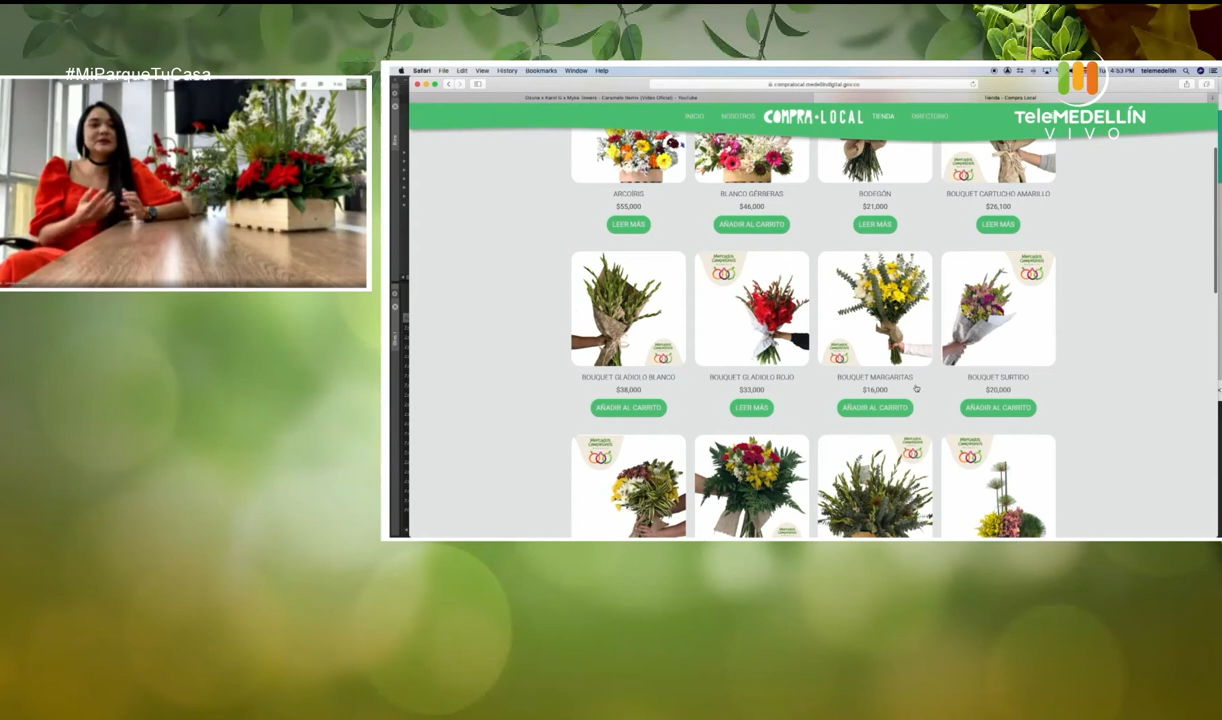 #MiParqueTuCasa
TeleMEDELLÍN
VIVO
Safari File Edit View History Bookmarks Window Help
4:53 PM telemedellin
compralocal.medellindigital.gov.co
Tienda - Compra Local
INICIO NOSOTROS COMPRA LOCAL TIENDA DIRECTORIO
ARCOÍRIS BLANCO GÉRBERAS BODEGÓN BOUQUET CARTUCHO AMARILLO
$55,000 $46,000 $21,000 $26,100
LEER MÁS AÑADIR AL CARRITO LEER MÁS LEER MÁS
BOUQUET GLADIOLO BLANCO BOUQUET GLADIOLO ROJO BOUQUET MARGARITAS BOUQUET SURTIDO
$38,000 $33,000 $16,000 $20,000
AÑADIR AL CARRITO LEER MÁS AÑADIR AL CARRITO AÑADIR AL CARRITO